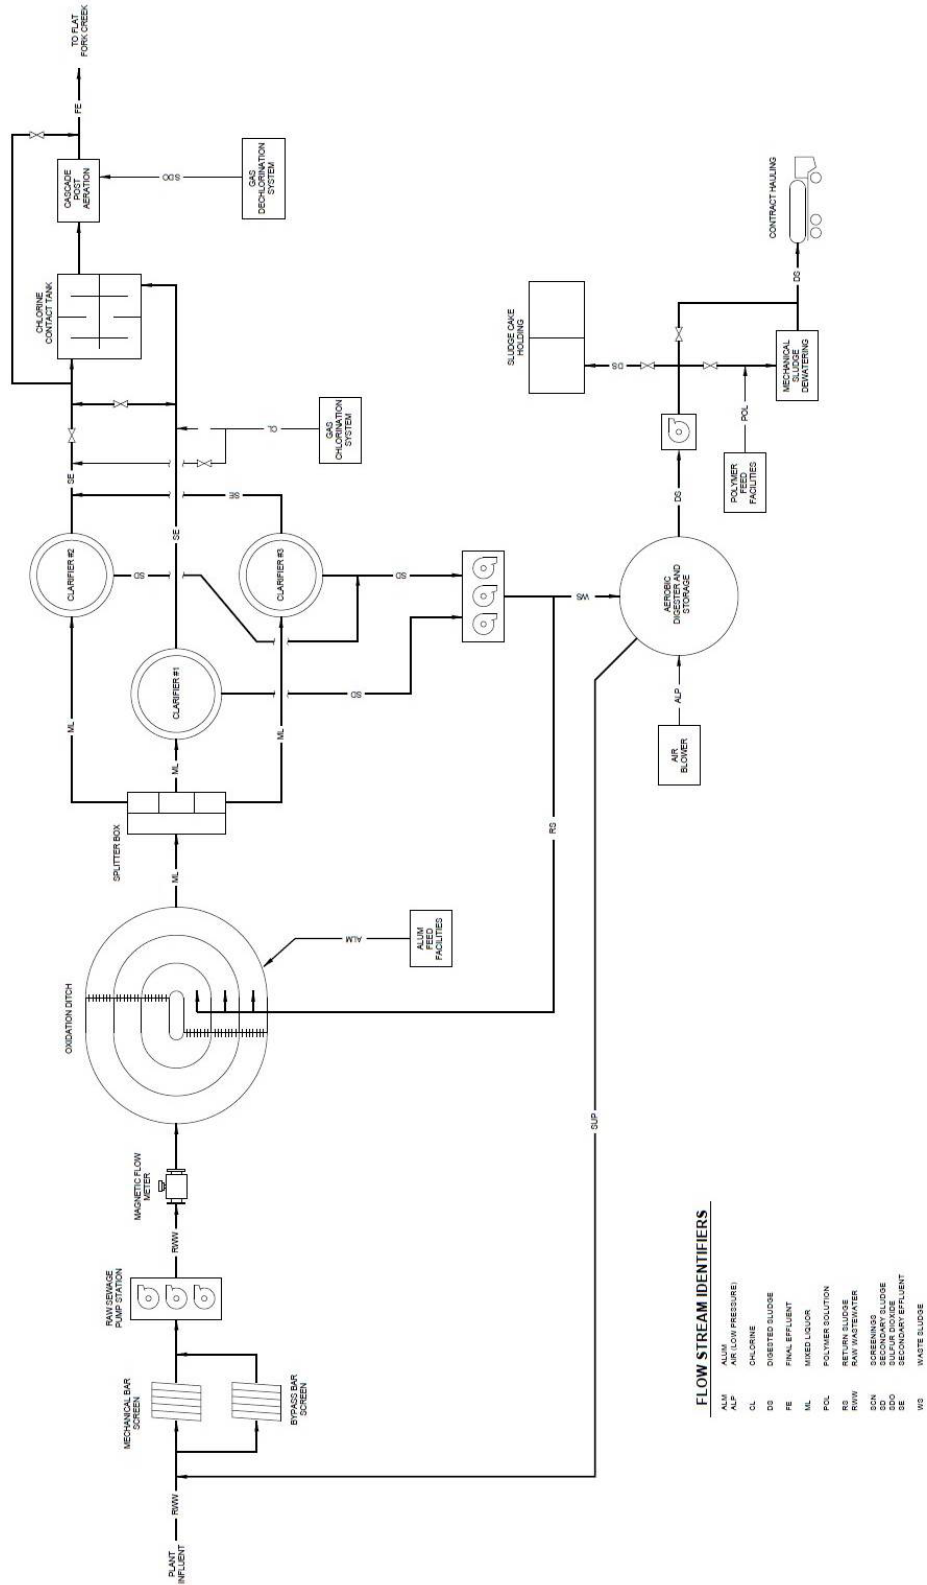 PLANT
INFLUENT
RWW
MECHANICAL BAR
SCREEN
BYPASS BAR
SCREEN
RAW SEWAGE
PUMP STATION
RWW
MAGNETIC FLOW
METER
OXIDATION DITCH
ALM
ALUM
FEED
FACILITIES
ML
SPLITTER BOX
ML
ML
ML
CLARIFIER #2
CLARIFIER #1
CLARIFIER #3
SD
SD
SD
SE
SE
SE
CL
GAS
CHLORINATION
SYSTEM
CHLORINE
CONTACT TANK
CASCADE
POST
AERATION
SDO
GAS
DECHLORINATION
SYSTEM
FE
TO FLAT
FORK CREEK
RS
WS
SUP
AIR
BLOWER
ALP
AEROBIC
DIGESTER AND
STORAGE
DS
POLYMER
FEED
FACILITIES
POL
DS
SLUDGE CAKE
HOLDING
MECHANICAL
SLUDGE
DEWATERING
DS
CONTRACT HAULING
FLOW STREAM IDENTIFIERS
ALM ALUM
ALP AIR (LOW PRESSURE)
CL CHLORINE
DS DIGESTED SLUDGE
FE FINAL EFFLUENT
ML MIXED LIQUOR
POL POLYMER SOLUTION
RS RETURN SLUDGE
RWW RAW WASTEWATER
SCN SCREENINGS
SD SECONDARY SLUDGE
SDO SULFUR DIOXIDE
SE SECONDARY EFFLUENT
WS WASTE SLUDGE